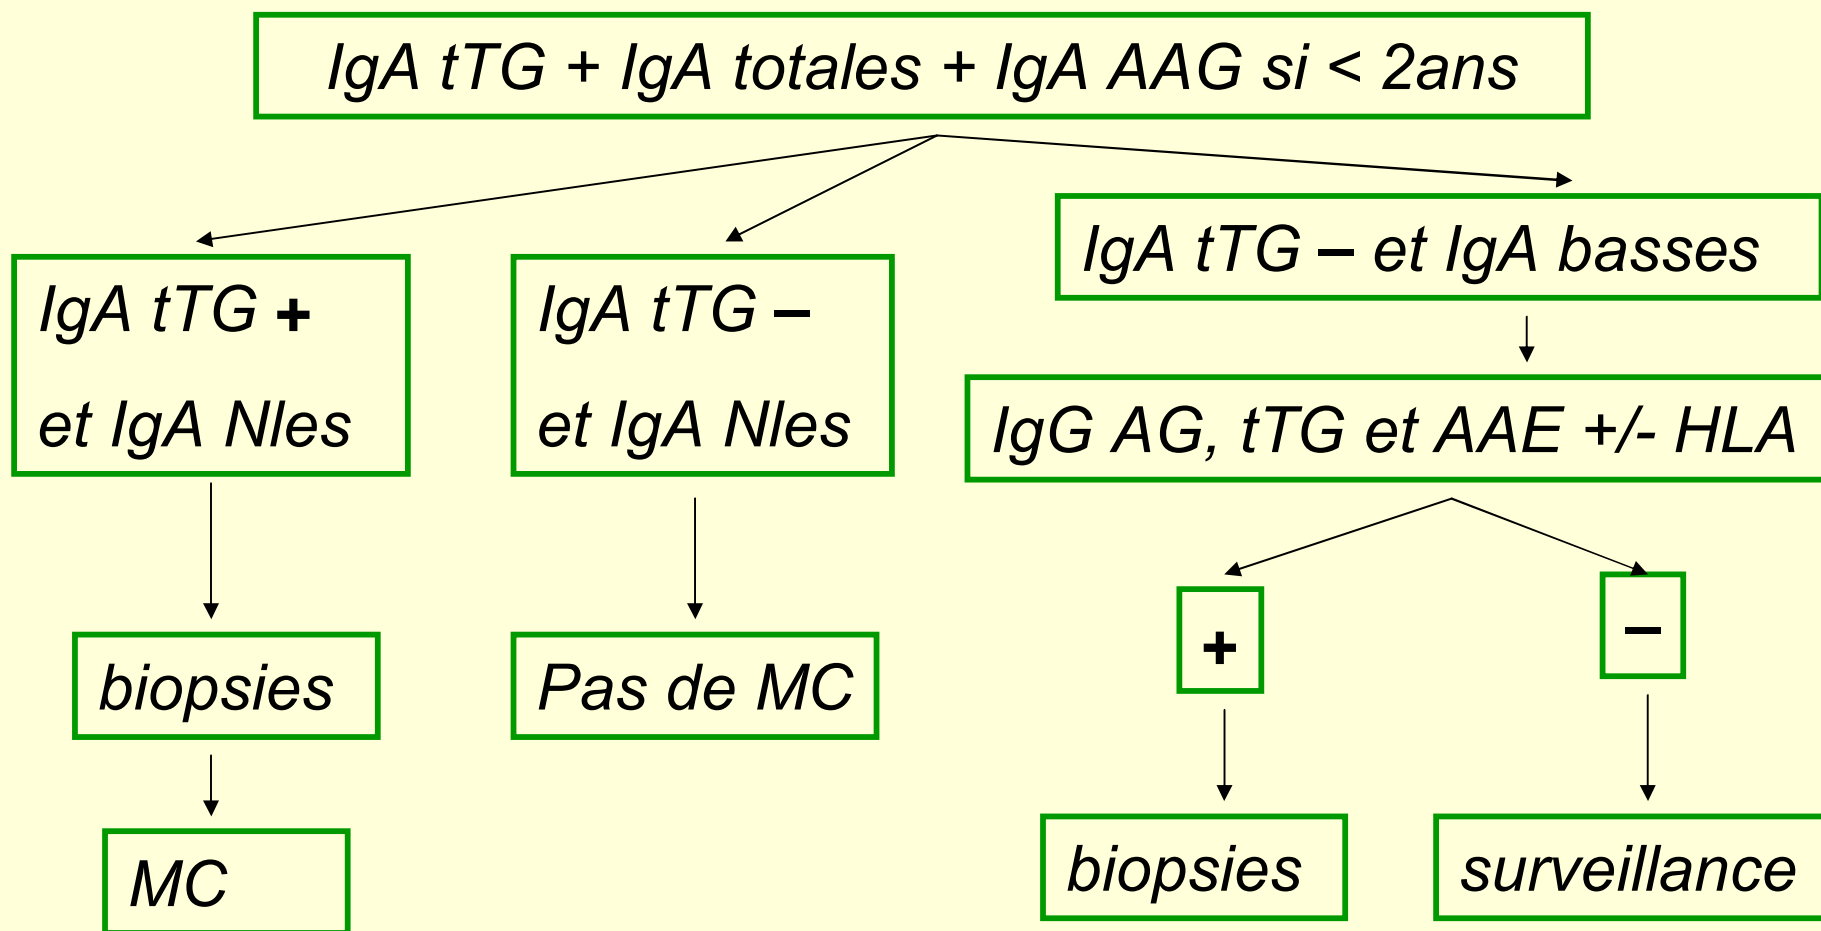 IgA tTG + IgA totales + IgA AAG si < 2ans
IgA tTG +
et IgA Nles
IgA tTG –
et IgA Nles
IgA tTG – et IgA basses
IgG AG, tTG et AAE +/- HLA
biopsies
MC
Pas de MC
+
–
biopsies
surveillance